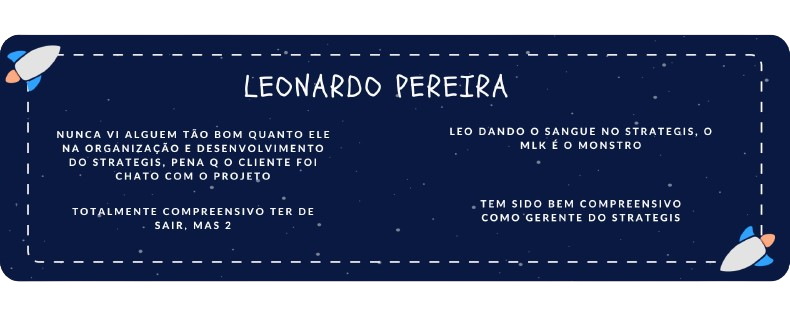 LEONARDO PEREIRA
NUNCA VI ALGUEM TÃO BOM QUANTO ELE
NA ORGANIZAÇÃO E DESENVOLVIMENTO
DO STRATEGIS, PENA Q O CLIENTE FOI
CHATO COM O PROJETO
TOTALMENTE COMPREENSIVO TER DE
SAIR, MAS 2
LEO DANDO O SANGUE NO STRATEGIS, O
MLK É O MONSTRO
TEM SIDO BEM COMPREENSIVO
COMO GERENTE DO STRATEGIS